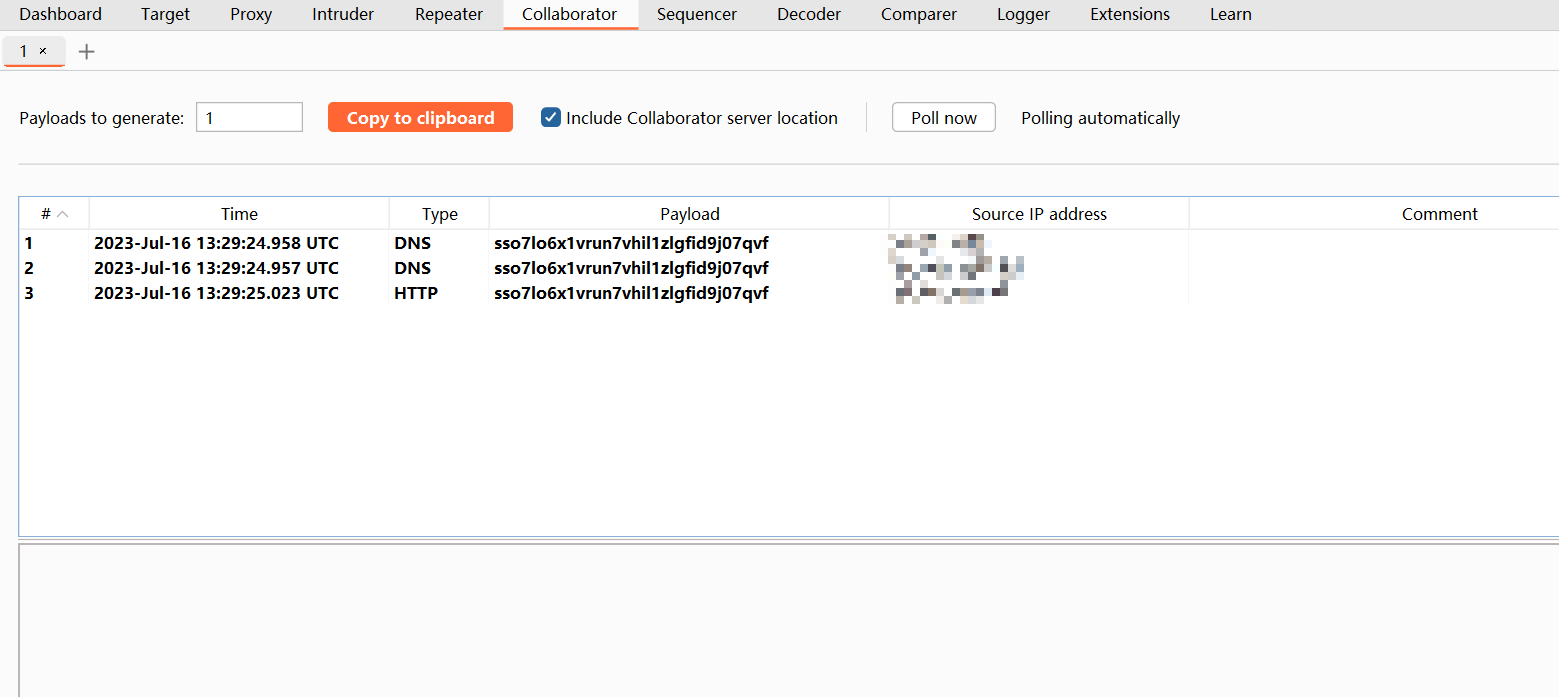 Dashboard Target Proxy Intruder Repeater Collaborator Sequencer Decoder Comparer Logger Extensions Learn
1 × +
Payloads to generate: 1 Copy to clipboard Include Collaborator server location Poll now Polling automatically
# Time Type Payload Source IP address Comment
1 2023-Jul-16 13:29:24.958 UTC DNS sso7lo6x1vrun7vhil1zlgfid9j07qvf
2 2023-Jul-16 13:29:24.957 UTC DNS sso7lo6x1vrun7vhil1zlgfid9j07qvf
3 2023-Jul-16 13:29:25.023 UTC HTTP sso7lo6x1vrun7vhil1zlgfid9j07qvf